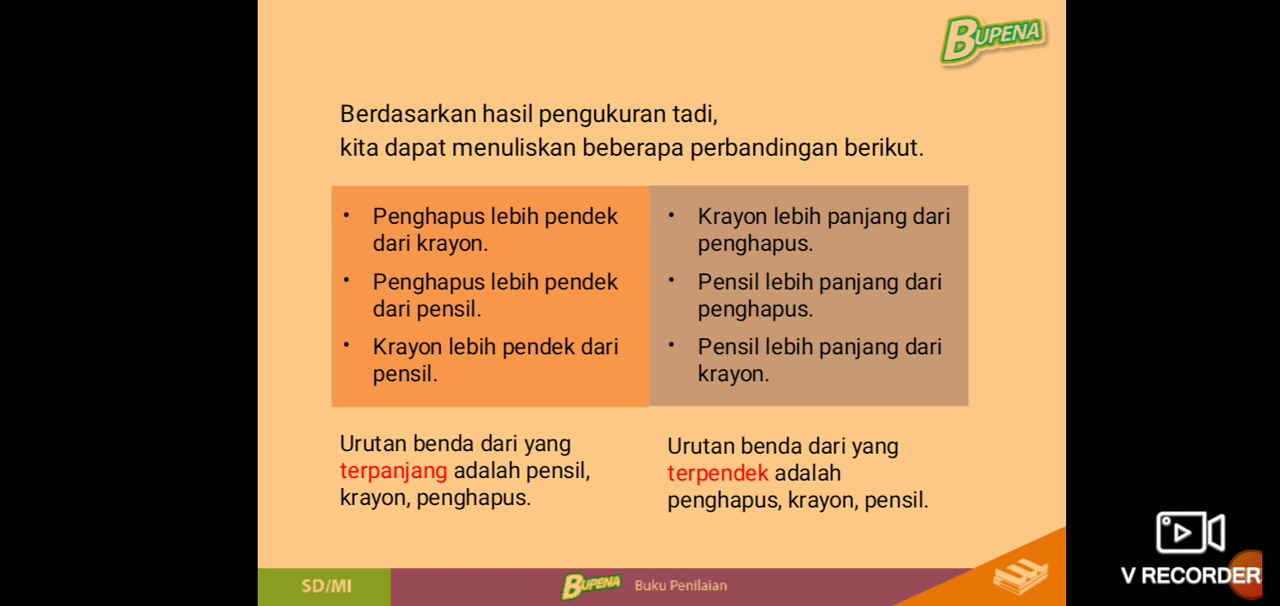 BUPENA
Berdasarkan hasil pengukuran tadi,
kita dapat menuliskan beberapa perbandingan berikut.
• Penghapus lebih pendek
dari krayon.
• Penghapus lebih pendek
dari pensil.
• Krayon lebih pendek dari
pensil.
• Krayon lebih panjang dari
penghapus.
• Pensil lebih panjang dari
penghapus.
• Pensil lebih panjang dari
krayon.
Urutan benda dari yang
terpanjang adalah pensil,
krayon, penghapus.
Urutan benda dari yang
terpendek adalah
penghapus, krayon, pensil.
SD/MI
BUPENA Buku Penilaian
V RECORDER